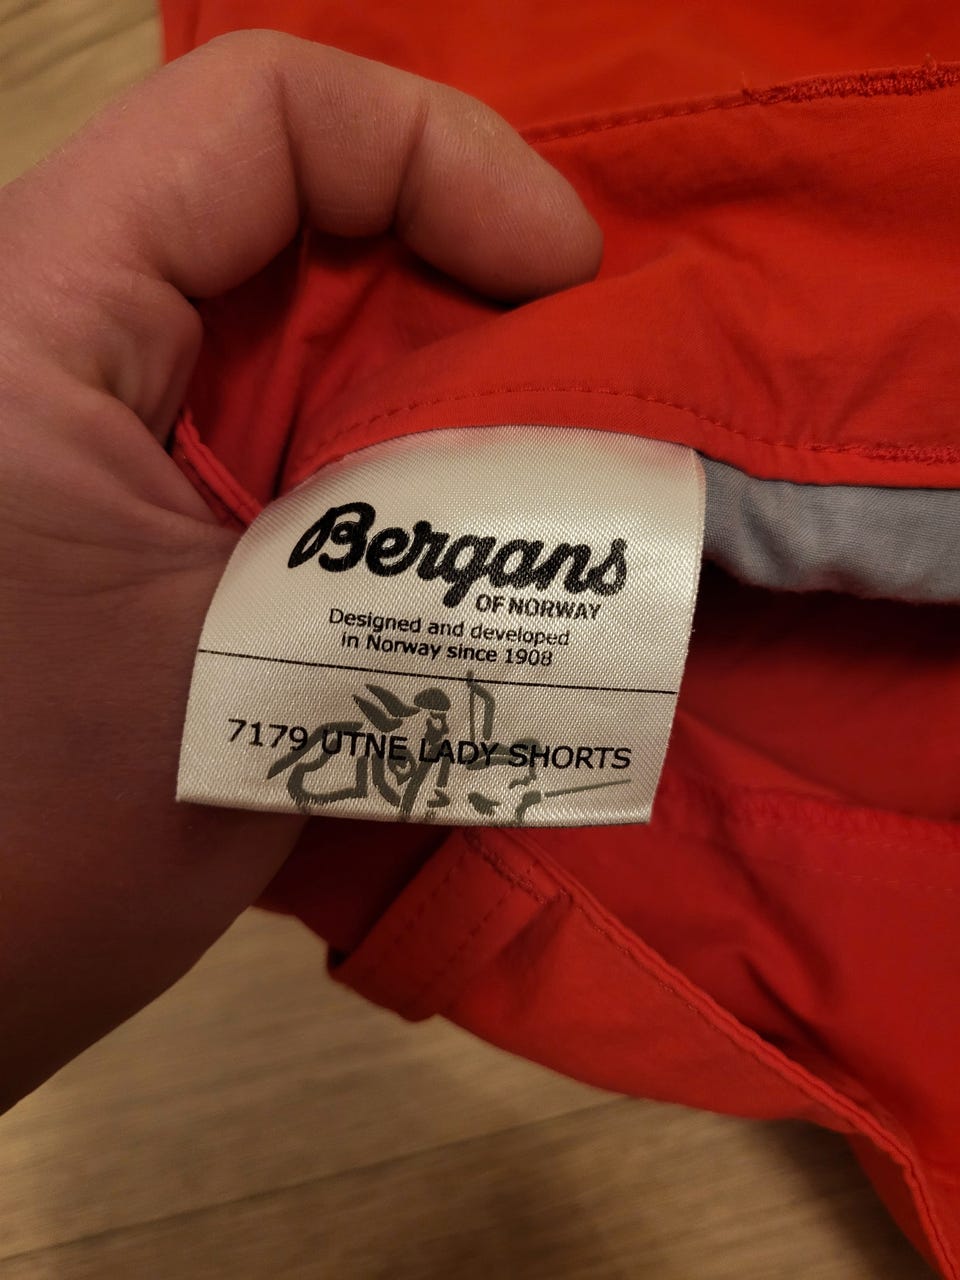 Bergans
OF NORWAY
Designed and developed
in Norway since 1908
7179 UTNE LADY SHORTS